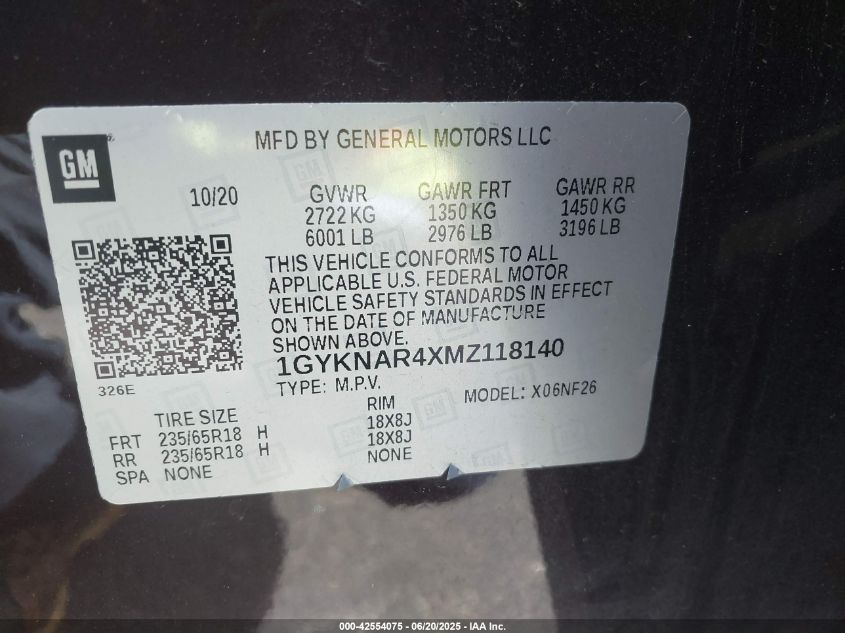 GM
MFD BY GENERAL MOTORS LLC
10/20
GVWR GAWR FRT GAWR RR
2722 KG 1350 KG 1450 KG
6001 LB 2976 LB 3196 LB
THIS VEHICLE CONFORMS TO ALL
APPLICABLE U.S. FEDERAL MOTOR
VEHICLE SAFETY STANDARDS IN EFFECT
ON THE DATE OF MANUFACTURE
SHOWN ABOVE.
1GYKNAR4XMZ118140
326E
TYPE: M.P.V. MODEL: X06NF26
TIRE SIZE RIM
FRT 235/65R18 H 18X8J
RR 235/65R18 H 18X8J
SPA NONE NONE
000-42554075 - 06/20/2025 - IAA Inc.